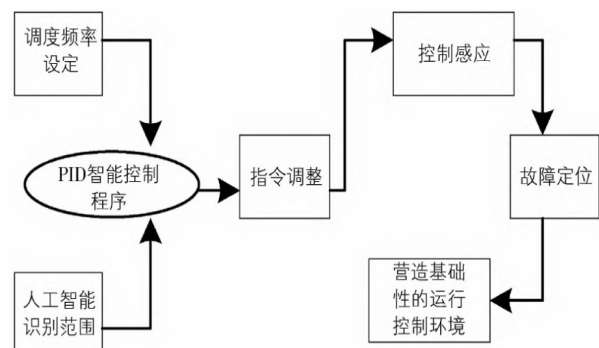 调度频率
设定
PID智能控制
程序
人工智能
识别范围
指令调整
控制感应
故障定位
营造基础
性的运行
控制环境